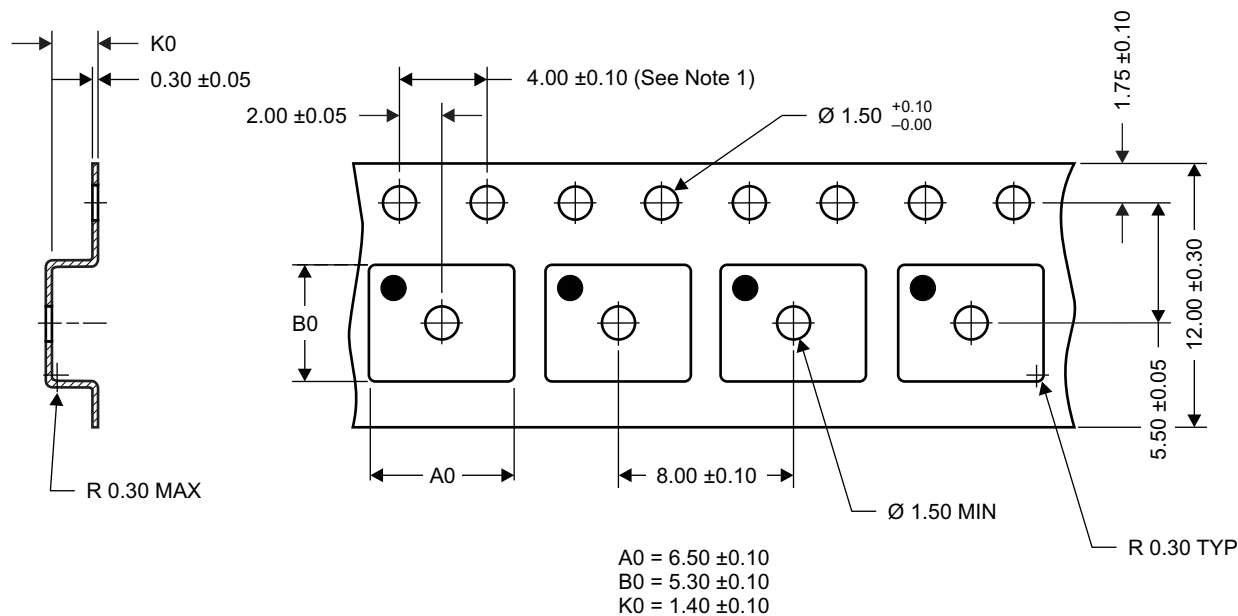 K0
0.30 ±0.05
4.00 ±0.10 (See Note 1)
2.00 ±0.05
Ø 1.50 +0.10 –0.00
1.75 ±0.10
B0
12.00 ±0.30
5.50 ±0.05
A0
8.00 ±0.10
R 0.30 MAX
Ø 1.50 MIN
R 0.30 TYP
A0 = 6.50 ±0.10
B0 = 5.30 ±0.10
K0 = 1.40 ±0.10